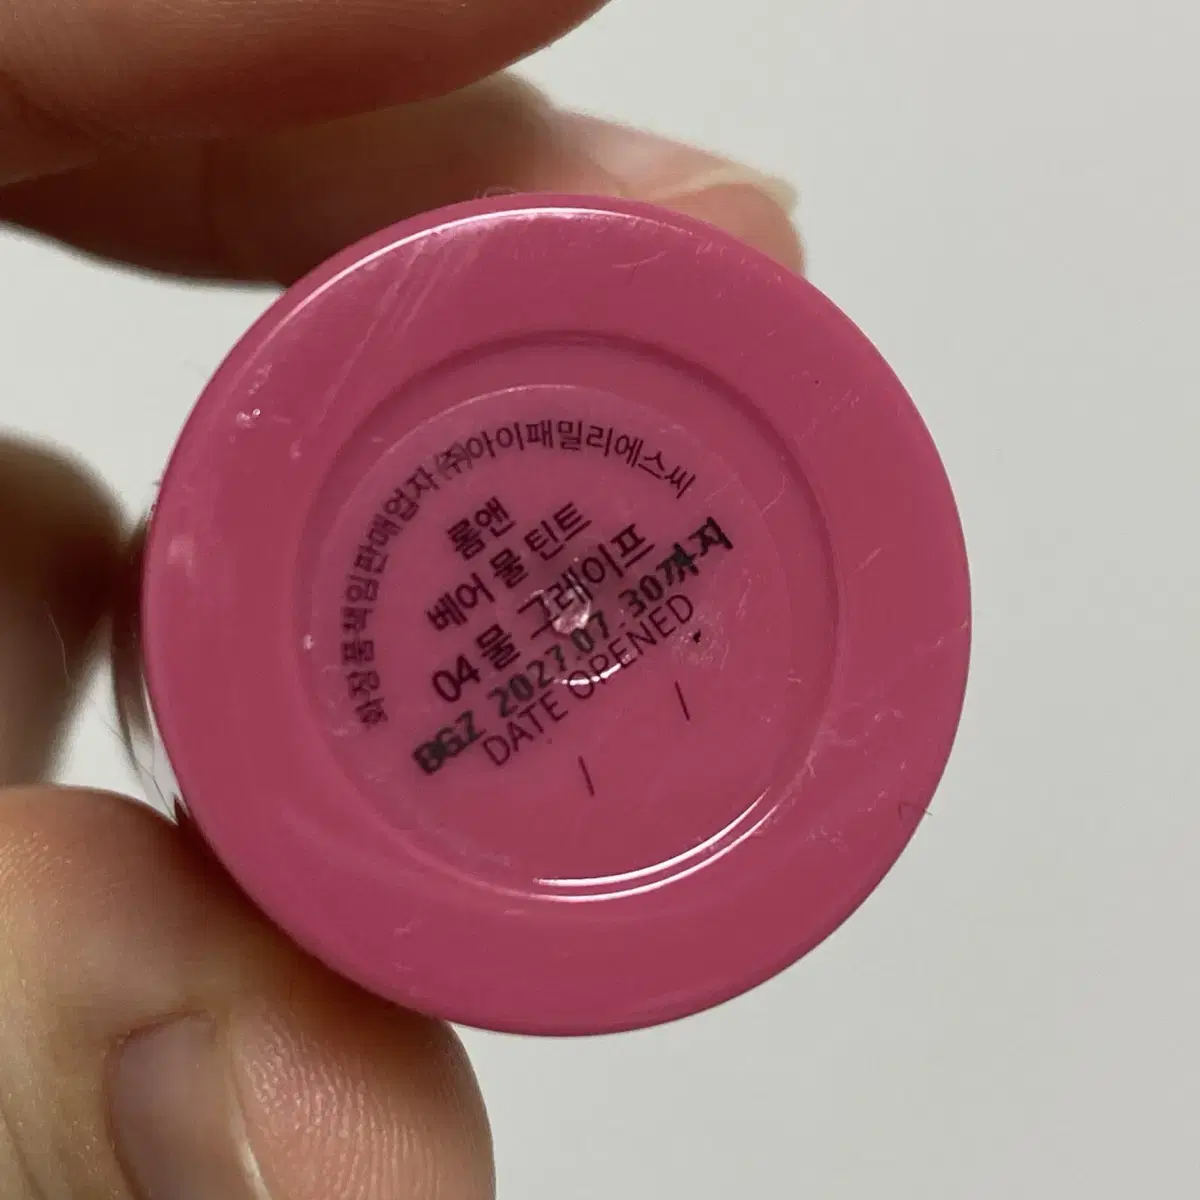 화장품책임판매업자 (주)아이패밀리에스씨
롬앤
베어 물 틴트
04 물 그레이프
BGZ 2027.07.30까지
DATE OPENED
/ /